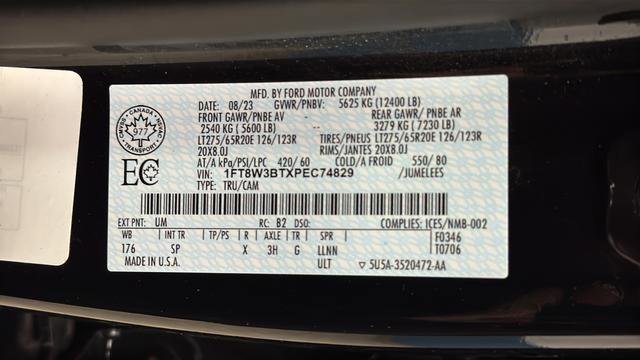 MFD. BY FORD MOTOR COMPANY
DATE: 08/23 GVWR/PNBV: 5625 KG (12400 LB)
FRONT GAWR/PNBE AV REAR GAWR/ PNBE AR
2540 KG ( 5600 LB) -- 3279 KG ( 7230 LB)
LT275/65R20E 126/123R TIRES/PNEUS LT275/65R20E 126/123R
20X8.0J RIMS/JANTES 20X8.0J
AT/A kPa/PSI/LPC 420/ 60 COLD/A FROID 550/ 80
VIN: 1FT8W3BTXPEC74829 /JUMELEES
TYPE: TRU/CAM
CANADA
CMVSS NSVAC
977
TRANSPORT
EC
EXT PNT: UM RC: B2 DSO: COMPLIES: ICES/NMB-002
WB INT TR TP/PS R AXLE TR SPR F0346
176 SP X 3H G LLNN T0706
MADE IN U.S.A. ULT ▽ 5U5A-3520472-AA